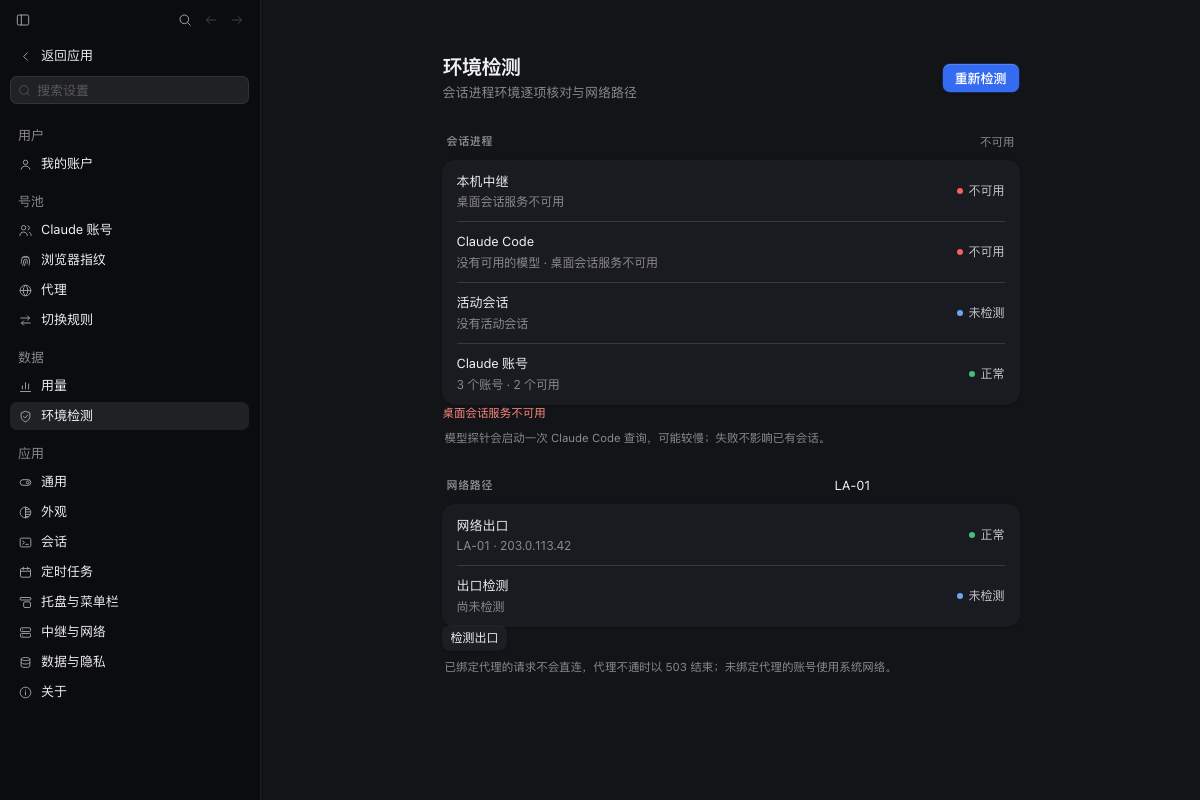 返回应用
搜索设置
用户
我的账户
号池
Claude 账号
浏览器指纹
代理
切换规则
数据
用量
环境检测
应用
通用
外观
会话
定时任务
托盘与菜单栏
中继与网络
数据与隐私
关于
环境检测
会话进程环境逐项核对与网络路径
重新检测
会话进程
不可用
本机中继
桌面会话服务不可用
不可用
Claude Code
没有可用的模型 · 桌面会话服务不可用
不可用
活动会话
没有活动会话
未检测
Claude 账号
3 个账号 · 2 个可用
正常
桌面会话服务不可用
模型探针会启动一次 Claude Code 查询，可能较慢；失败不影响已有会话。
网络路径
LA-01
网络出口
LA-01 · 203.0.113.42
正常
出口检测
尚未检测
未检测
检测出口
已绑定代理的请求不会直连，代理不通时以 503 结束；未绑定代理的账号使用系统网络。